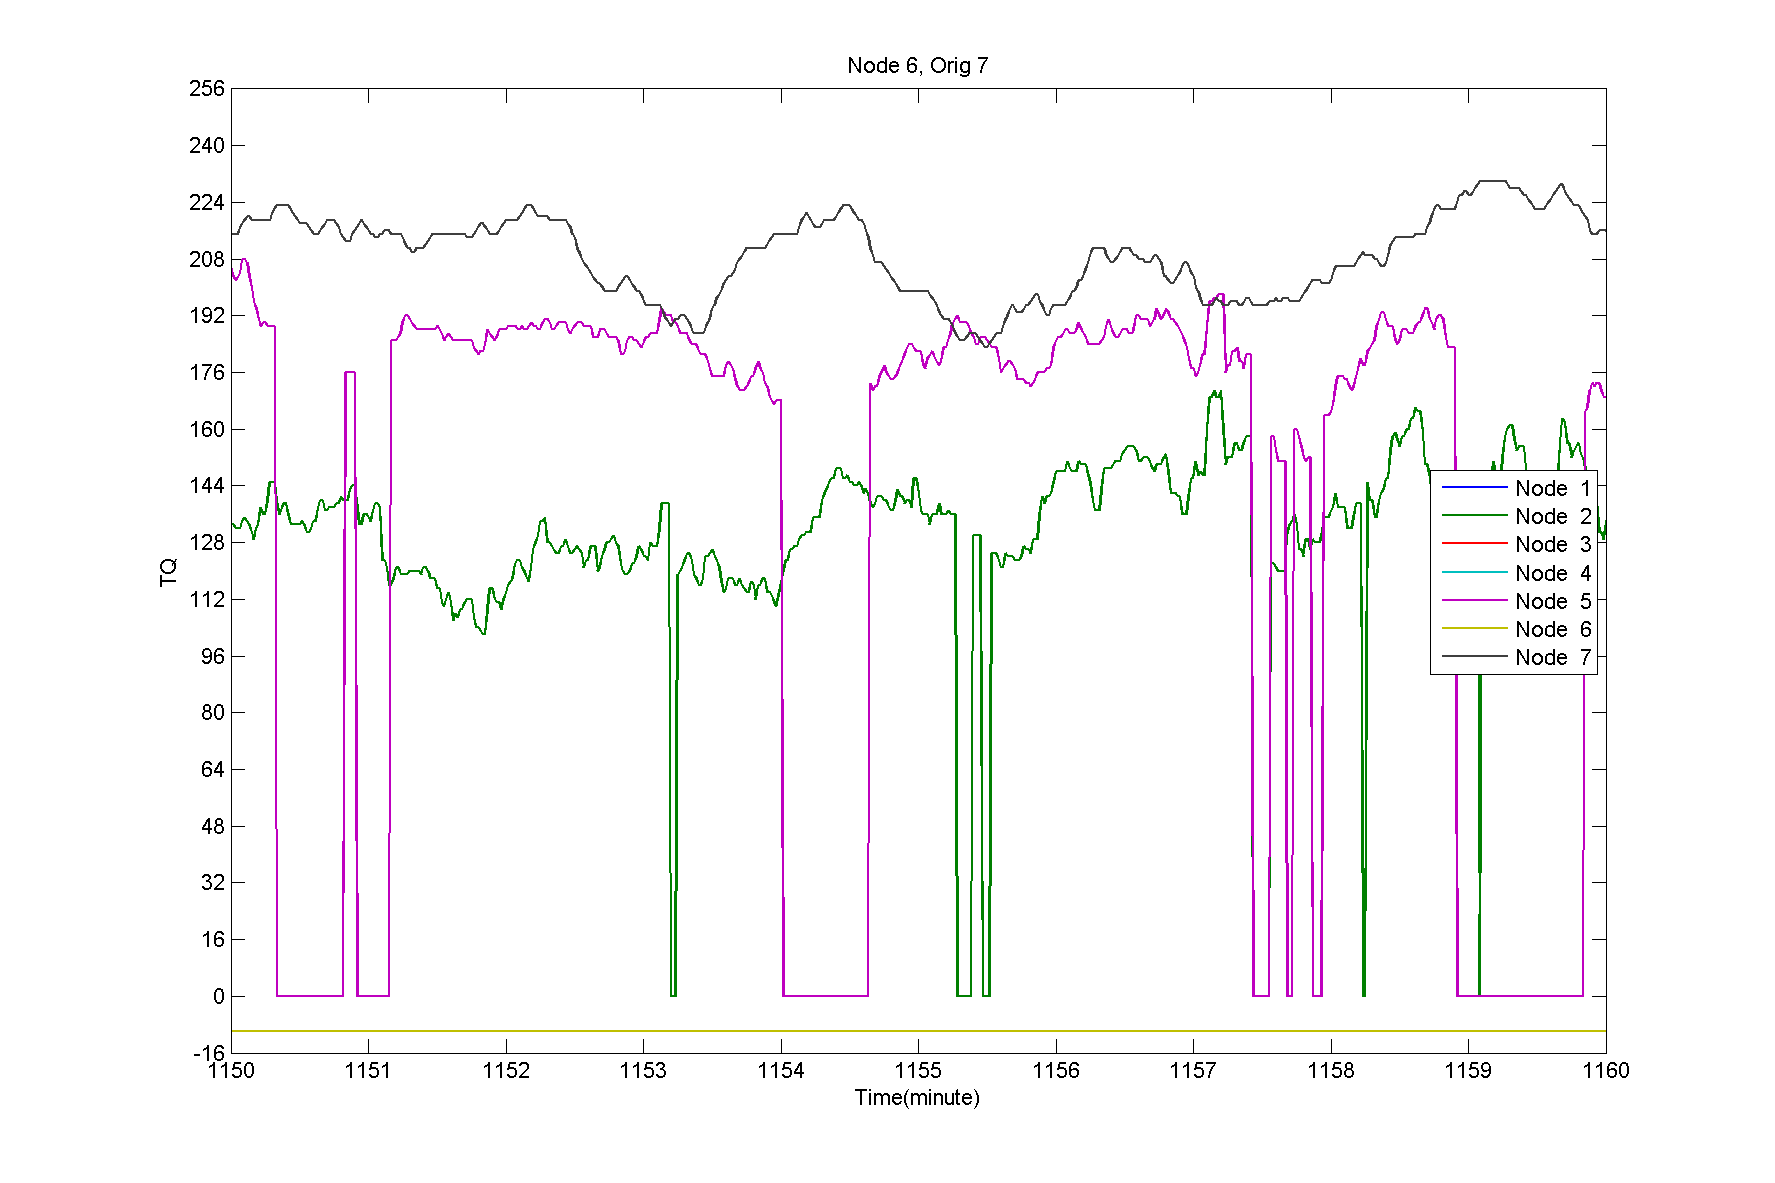 Node 6, Orig 7
256
240
224
208
192
176
160
144
128
112
96
80
64
48
32
16
0
-16
TQ
Node 1
Node 2
Node 3
Node 4
Node 5
Node 6
Node 7
1150 1151 1152 1153 1154 1155 1156 1157 1158 1159 1160
Time(minute)